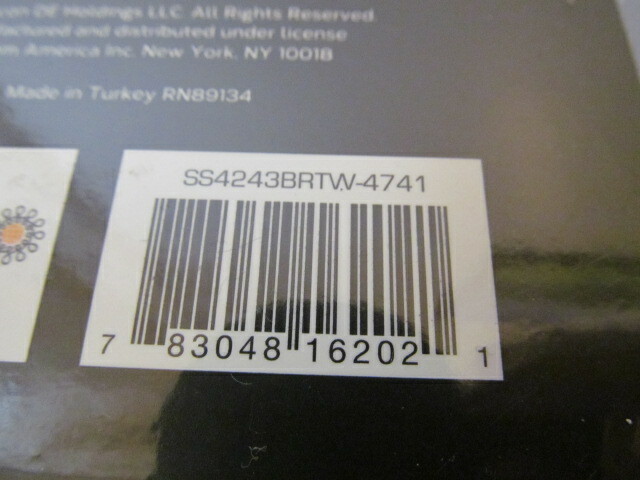 DE Holdings LLC. All Rights Reserved.
and distributed under license
America Inc. New York, NY 10018
Made in Turkey RN89134
SS4243BRTW-4741
7 83048 16202 1